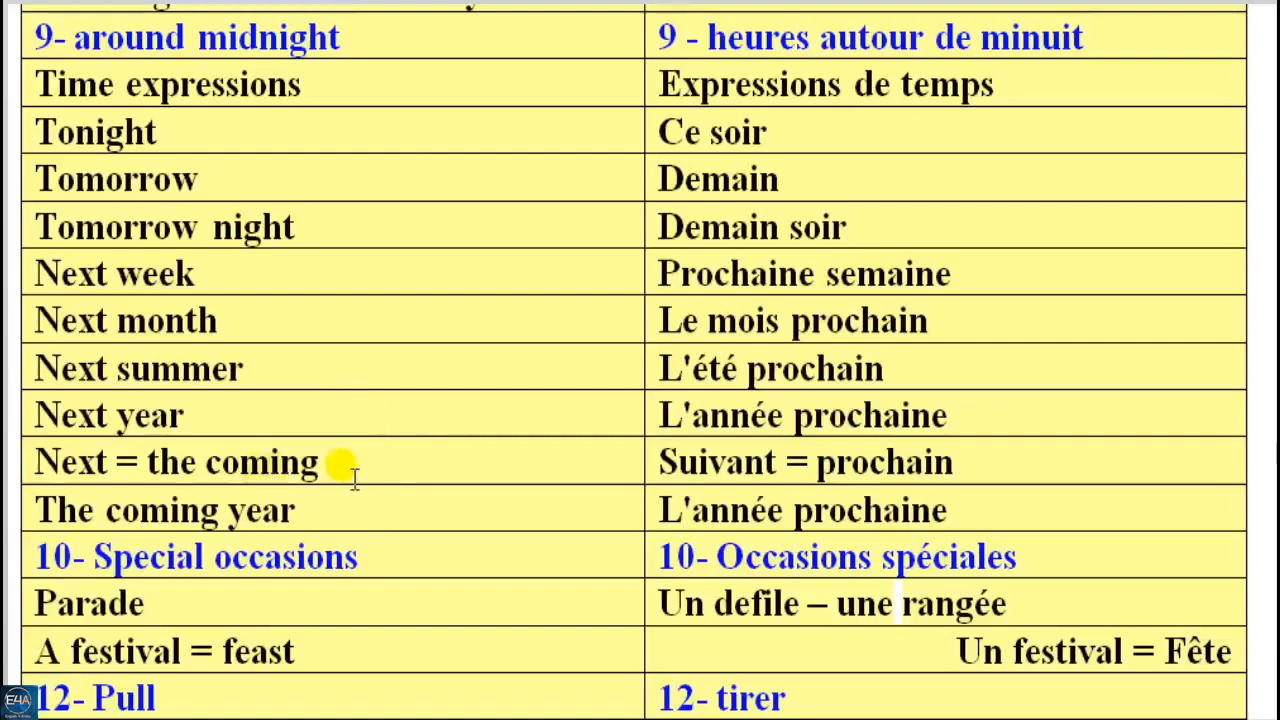 9- around midnight 9 - heures autour de minuit
Time expressions Expressions de temps
Tonight Ce soir
Tomorrow Demain
Tomorrow night Demain soir
Next week Prochaine semaine
Next month Le mois prochain
Next summer L'été prochain
Next year L'année prochaine
Next = the coming Suivant = prochain
The coming year L'année prochaine
10- Special occasions 10- Occasions spéciales
Parade Un defile – une rangée
A festival = feast Un festival = Fête
12- Pull 12- tirer
E4A